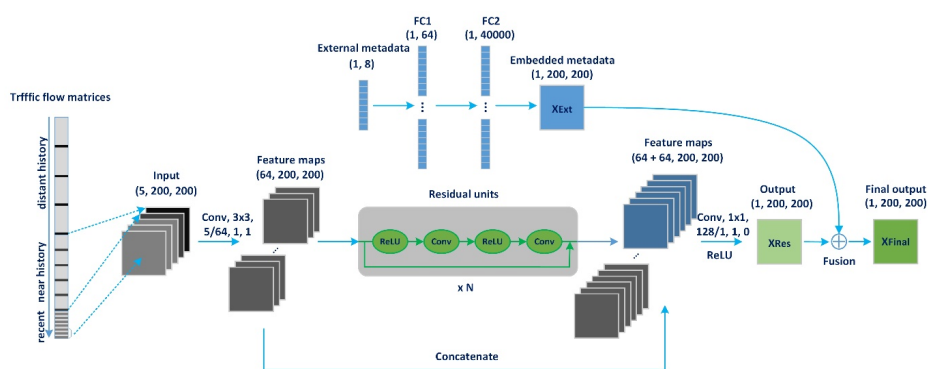 FC1
(1, 64)
FC2
(1, 40000)
External metadata
(1, 8)
Embedded metadata
(1, 200, 200)
XExt
Trfffic flow matrices
distant history
near history
recent
Input
(5, 200, 200)
Conv, 3x3,
5/64, 1, 1
Feature maps
(64, 200, 200)
Residual units
ReLU
Conv
ReLU
Conv
x N
Feature maps
(64 + 64, 200, 200)
Conv, 1x1,
128/1, 1, 0
ReLU
Output
(1, 200, 200)
XRes
Fusion
Final output
(1, 200, 200)
XFinal
Concatenate